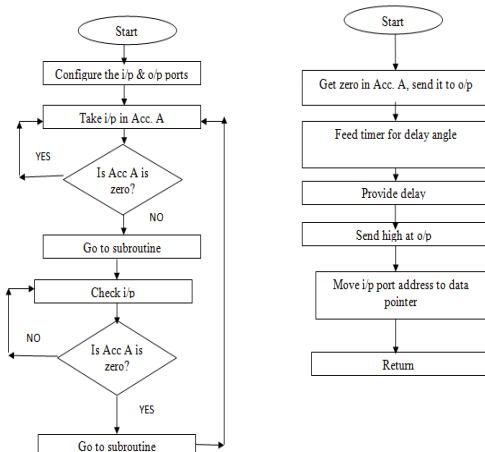 Start
Configure the i/p & o/p ports
Take i/p in Acc. A
YES
Is Acc A is
zero?
NO
Go to subroutine
Check i/p
NO
Is Acc A is
zero?
YES
Go to subroutine
Start
Get zero in Acc. A, send it to o/p
Feed timer for delay angle
Provide delay
Send high at o/p
Move i/p port address to data
pointer
Return